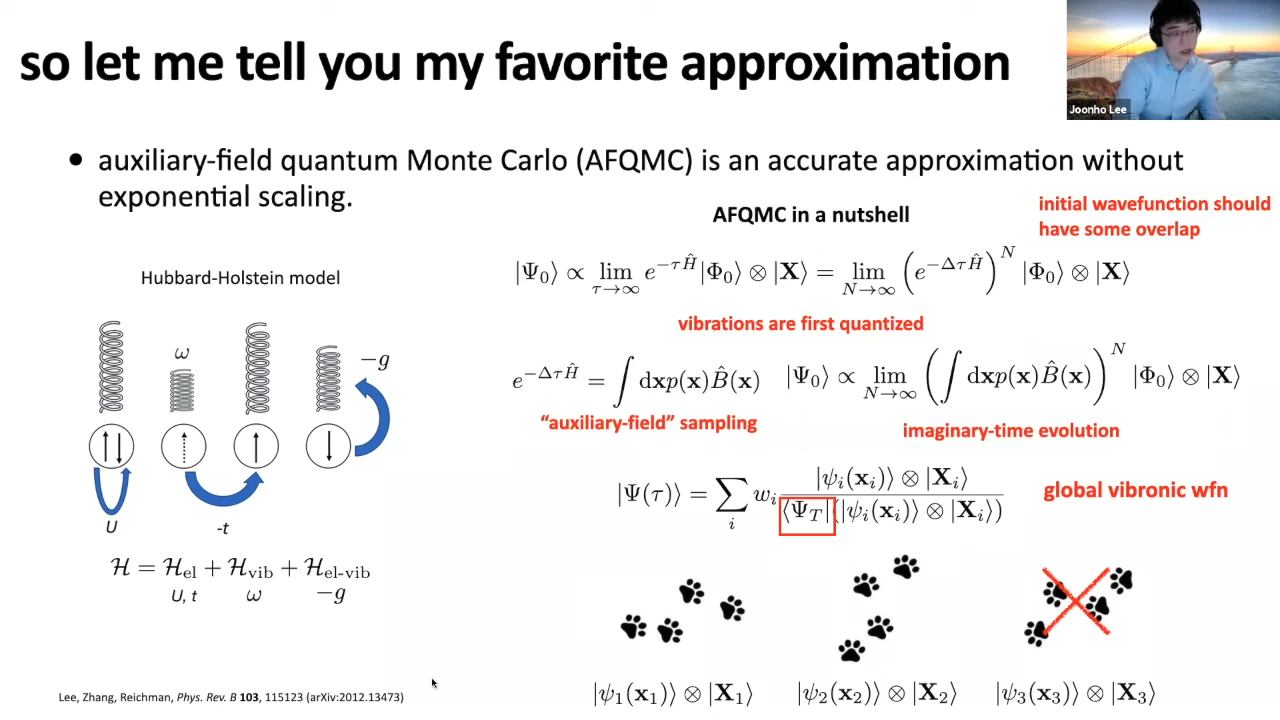 so let me tell you my favorite approximation
Joonho Lee
• auxiliary-field quantum Monte Carlo (AFQMC) is an accurate approximation without
exponential scaling.
AFQMC in a nutshell
initial wavefunction should
have some overlap
Hubbard-Holstein model
|Ψ₀⟩ ∝ lim_{τ→∞} e^{−τĤ}|Φ₀⟩ ⊗ |X⟩ = lim_{N→∞} (e^{−ΔτĤ})^N |Φ₀⟩ ⊗ |X⟩
vibrations are first quantized
ω
−g
e^{−ΔτĤ} = ∫ dxp(x)B̂(x) |Ψ₀⟩ ∝ lim_{N→∞} (∫ dxp(x)B̂(x))^N |Φ₀⟩ ⊗ |X⟩
“auxiliary-field” sampling
imaginary-time evolution
|Ψ(τ)⟩ = ∑_i w_i |ψ_i(x_i)⟩ ⊗ |X_i⟩ / ⟨Ψ_T|(|ψ_i(x_i)⟩ ⊗ |X_i⟩)
global vibronic wfn
U
-t
ℋ = ℋ_el + ℋ_vib + ℋ_el-vib
U, t ω −g
|ψ₁(x₁)⟩ ⊗ |X₁⟩ |ψ₂(x₂)⟩ ⊗ |X₂⟩ |ψ₃(x₃)⟩ ⊗ |X₃⟩
Lee, Zhang, Reichman, Phys. Rev. B 103, 115123 (arXiv:2012.13473)